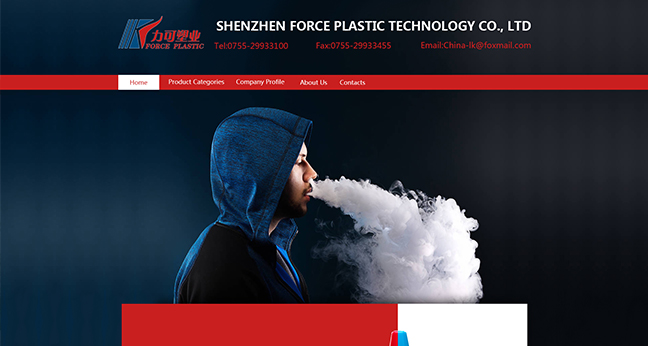 力可塑业
FORCE PLASTIC
SHENZHEN FORCE PLASTIC TECHNOLOGY CO., LTD
Tel:0755-29933100 Fax:0755-29933455 Email:China-lk@foxmail.com
Home Product Categories Company Profile About Us Contacts